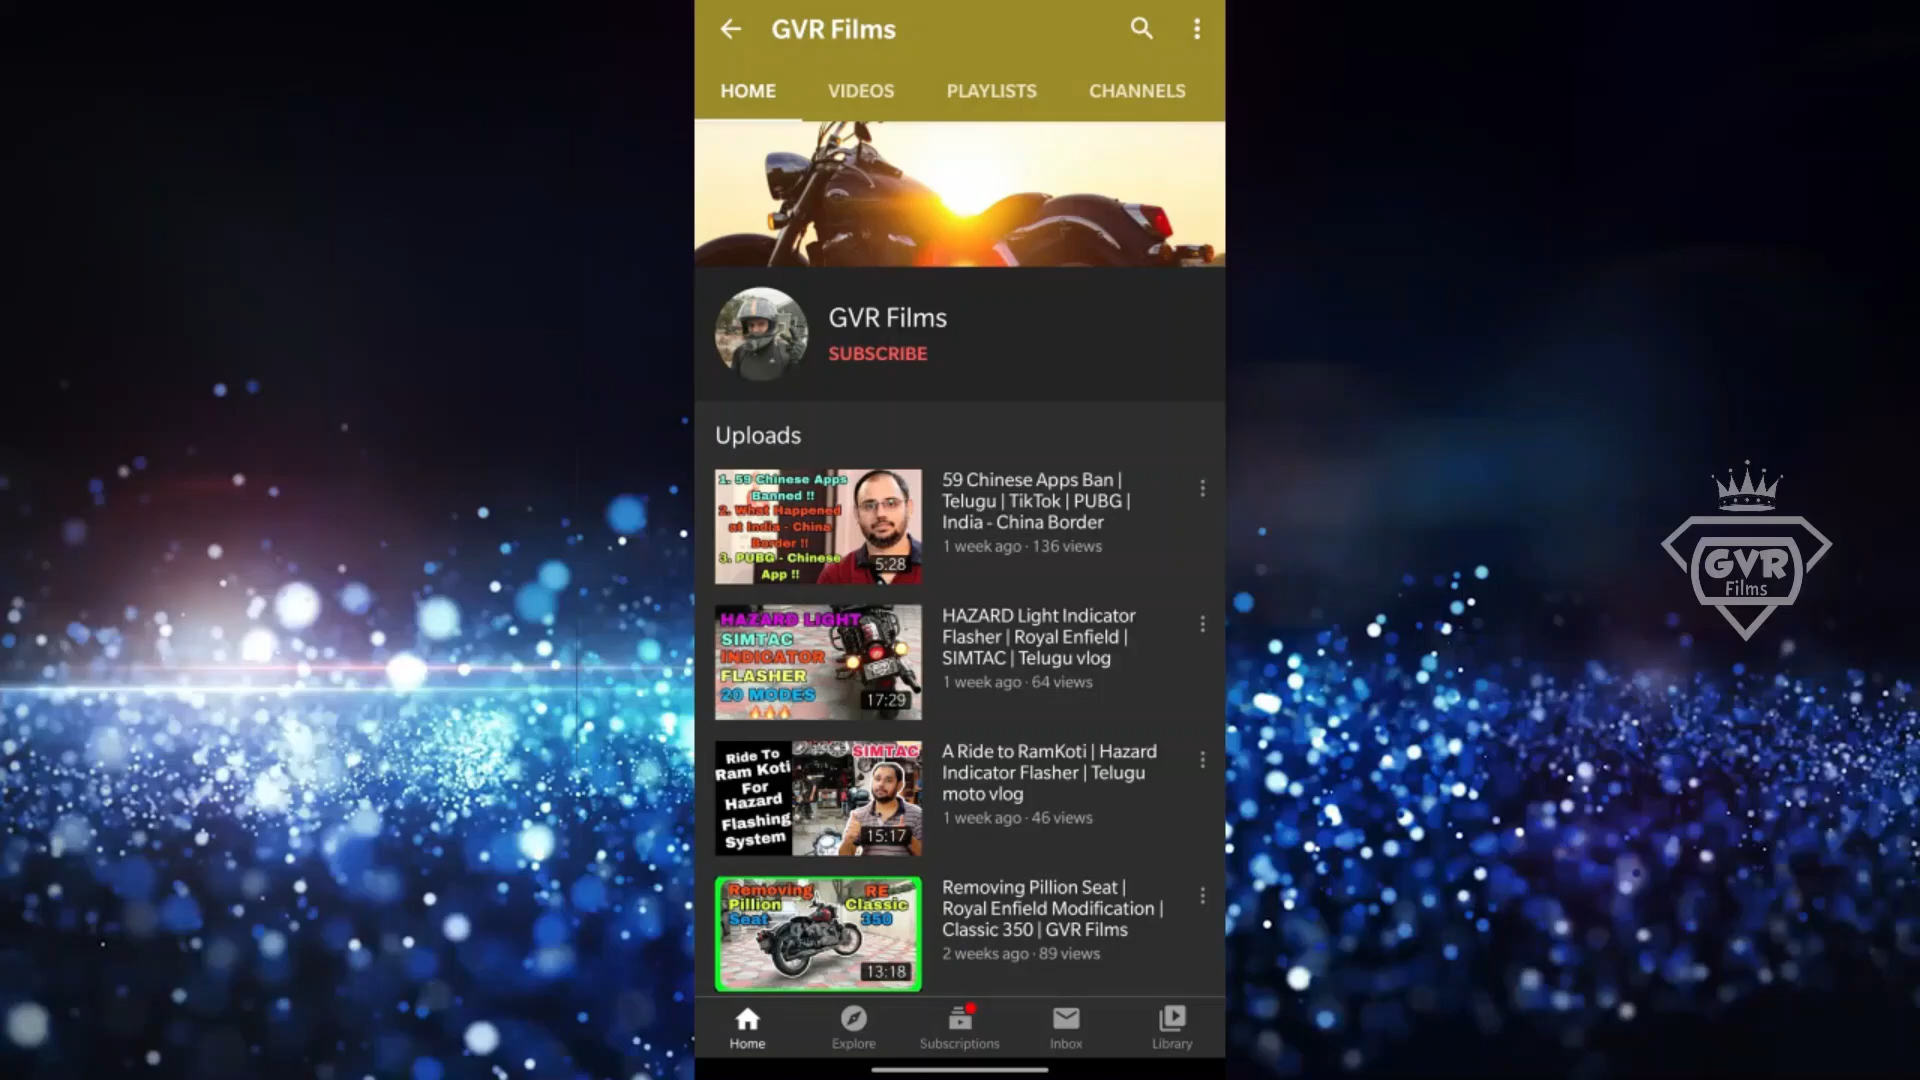 GVR Films
HOME VIDEOS PLAYLISTS CHANNELS
GVR Films
SUBSCRIBE
Uploads
1. 59 Chinese Apps
Banned !!
2. What Happened
at India - China
Border !!
3. PUBG - Chinese
App !!
5:28
59 Chinese Apps Ban |
Telugu | TikTok | PUBG |
India - China Border
1 week ago · 136 views
HAZARD LIGHT
SIMTAC
INDICATOR
FLASHER
20 MODES
17:29
HAZARD Light Indicator
Flasher | Royal Enfield |
SIMTAC | Telugu vlog
1 week ago · 64 views
Ride To
Ram Koti
For
Hazard
Flashing
System
SIMTAC
15:17
A Ride to RamKoti | Hazard
Indicator Flasher | Telugu
moto vlog
1 week ago · 46 views
Removing
Pillion
Seat
RE
Classic
350
GVR
13:18
Removing Pillion Seat |
Royal Enfield Modification |
Classic 350 | GVR Films
2 weeks ago · 89 views
Home Explore Subscriptions Inbox Library
GVR
Films